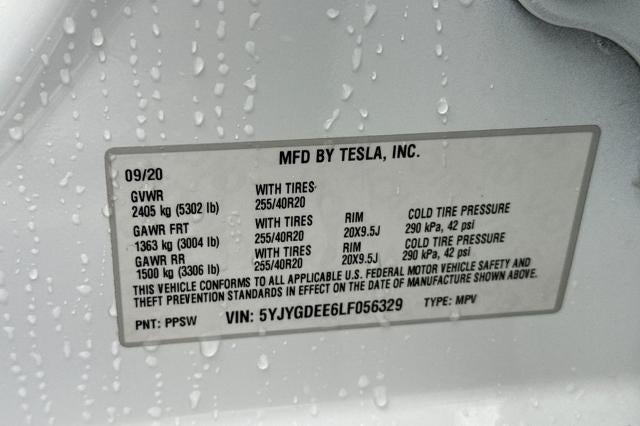 MFD BY TESLA, INC.
09/20
GVWR WITH TIRES
2405 kg (5302 lb) 255/40R20
GAWR FRT WITH TIRES RIM COLD TIRE PRESSURE
1363 kg (3004 lb) 255/40R20 20X9.5J 290 kPa, 42 psi
GAWR RR WITH TIRES RIM COLD TIRE PRESSURE
1500 kg (3306 lb) 255/40R20 20X9.5J 290 kPa, 42 psi
THIS VEHICLE CONFORMS TO ALL APPLICABLE U.S. FEDERAL MOTOR VEHICLE SAFETY AND
THEFT PREVENTION STANDARDS IN EFFECT ON THE DATE OF MANUFACTURE SHOWN ABOVE.
PNT: PPSW VIN: 5YJYGDEE6LF056329 TYPE: MPV